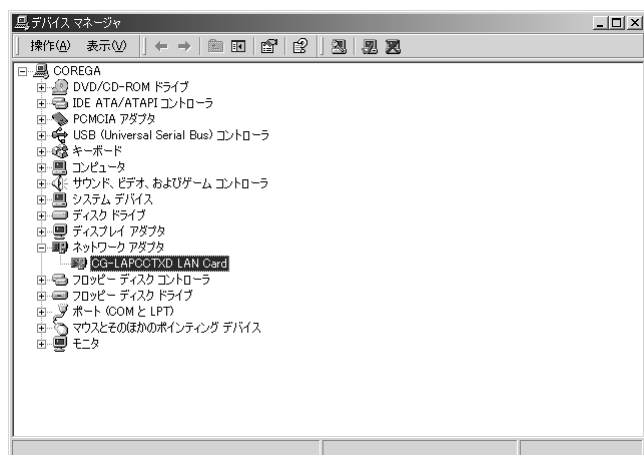 デバイス マネージャ
操作(A) 表示(V)
COREGA
DVD/CD-ROM ドライブ
IDE ATA/ATAPI コントローラ
PCMCIA アダプタ
USB (Universal Serial Bus) コントローラ
キーボード
コンピュータ
サウンド、ビデオ、およびゲーム コントローラ
システム デバイス
ディスク ドライブ
ディスプレイ アダプタ
ネットワーク アダプタ
CG-LAPCCTXD LAN Card
フロッピー ディスク コントローラ
フロッピー ディスク ドライブ
ポート (COM と LPT)
マウスとそのほかのポインティング デバイス
モニタ